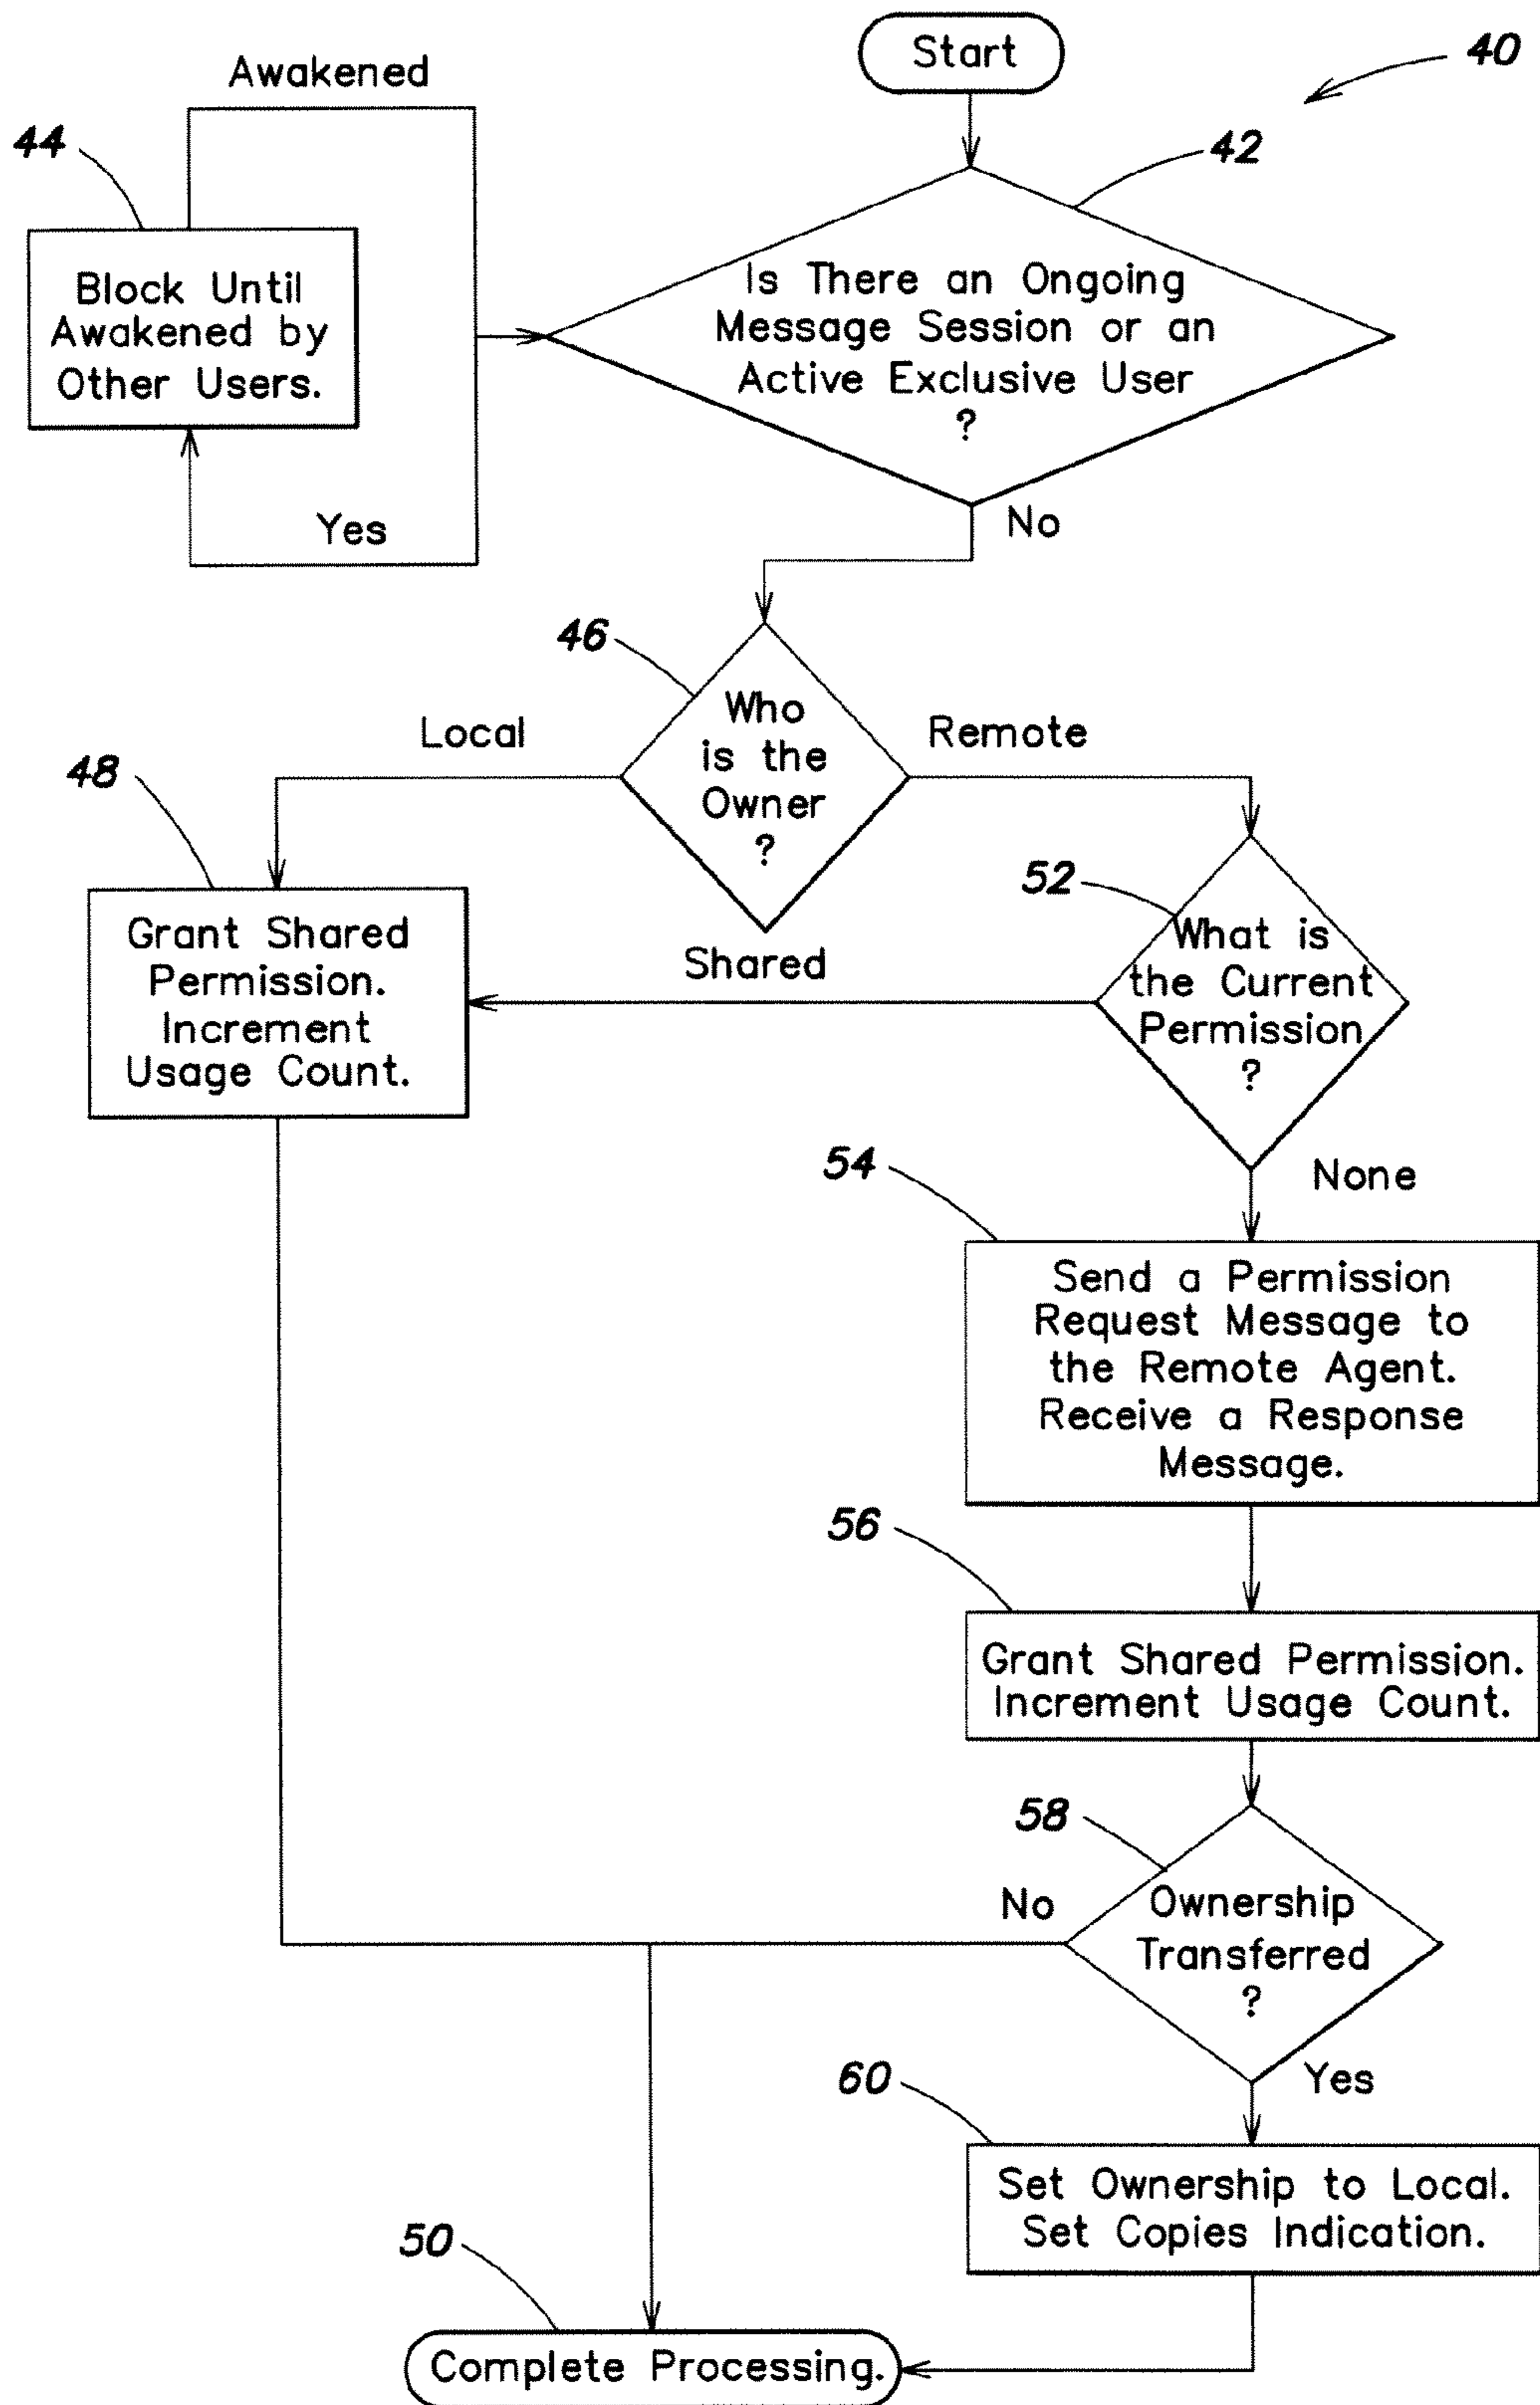 Start
40
Awakened
44
42
Block Until
Awakened by
Other Users.
Is There an Ongoing
Message Session or an
Active Exclusive User
?
Yes
No
46
Who
is the
Owner
?
Local
Remote
48
52
Grant Shared
Permission.
Increment
Usage Count.
Shared
What is
the Current
Permission
?
None
54
Send a Permission
Request Message to
the Remote Agent.
Receive a Response
Message.
56
Grant Shared Permission.
Increment Usage Count.
58
No
Ownership
Transferred
?
Yes
60
Set Ownership to Local.
Set Copies Indication.
50
Complete Processing.